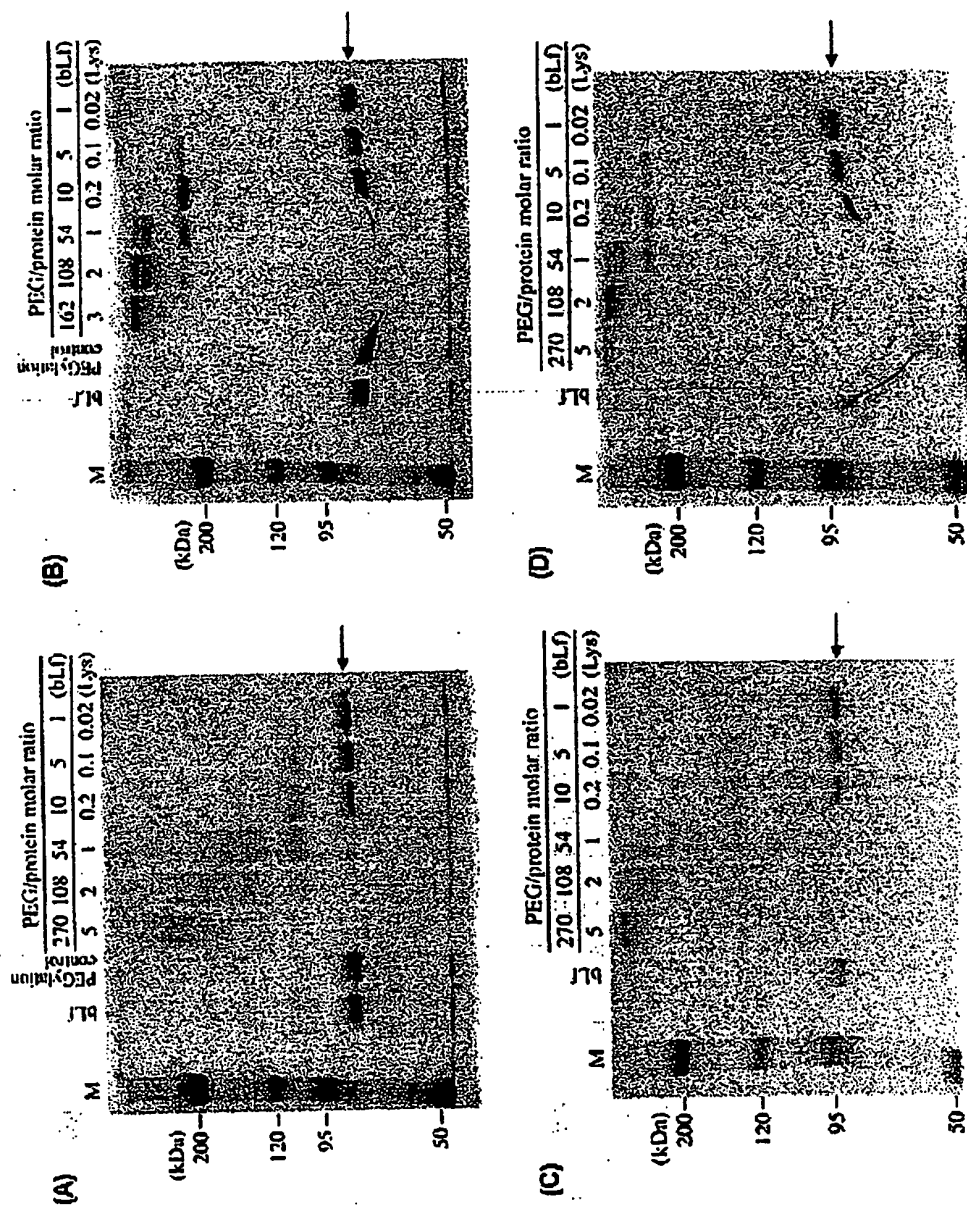 (A)
PEG/protein molar ratio
270 108 54 10 5 1 (bLf)
5 2 1 0.2 0.1 0.02 (Lys)
M
bLf
PEGylation
control
(kDa)
200
120
95
50
(B)
PEG/protein molar ratio
162 108 54 10 5 1 (bLf)
3 2 1 0.2 0.1 0.02 (Lys)
M
bLf
PEGylation
control
(kDa)
200
120
95
50
(C)
PEG/protein molar ratio
270 108 54 10 5 1 (bLf)
5 2 1 0.2 0.1 0.02 (Lys)
M
bLf
(kDa)
200
120
95
50
(D)
PEG/protein molar ratio
270 108 54 10 5 1 (bLf)
5 2 1 0.2 0.1 0.02 (Lys)
M
bLf
(kDa)
200
120
95
50